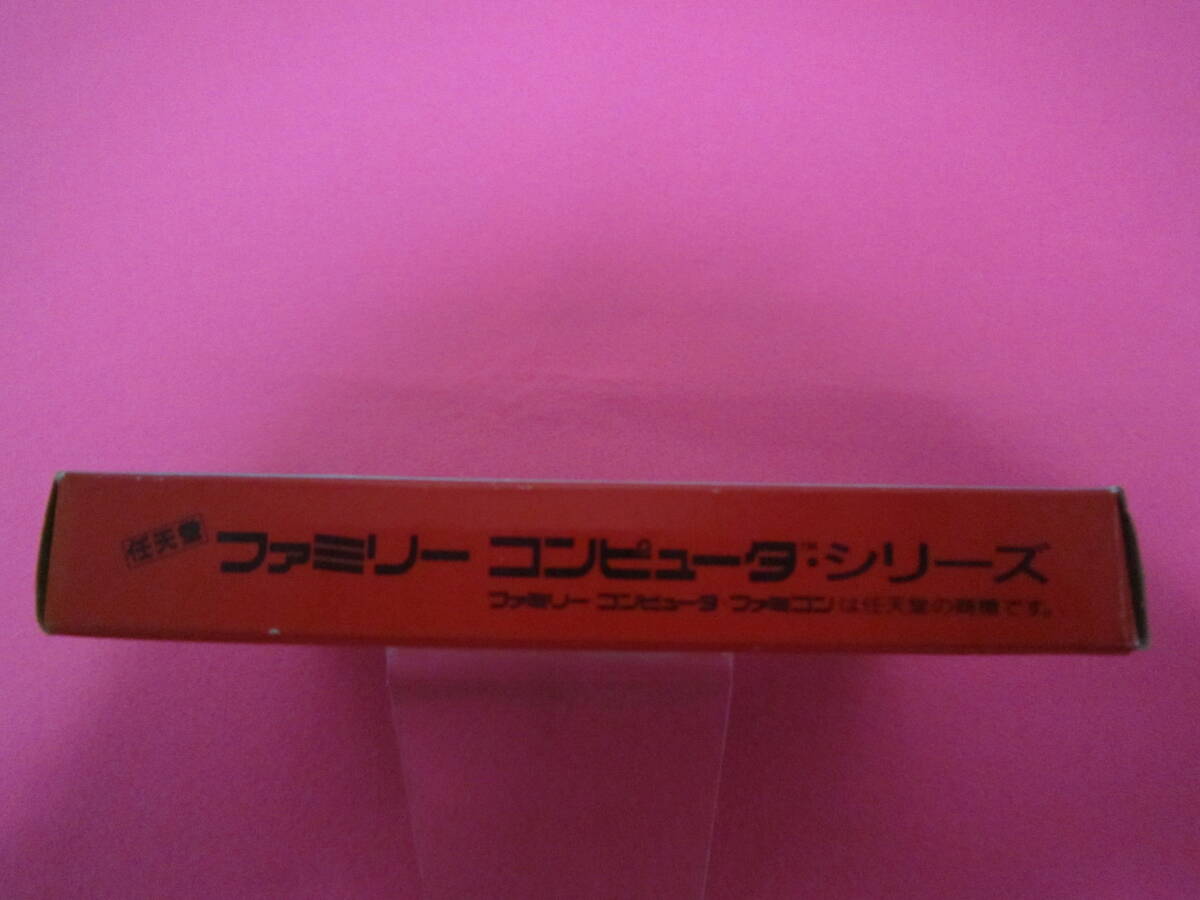 任天堂 ファミリー コンピュータ™・シリーズ
ファミリー コンピュータ ファミコン は任天堂の商標です。